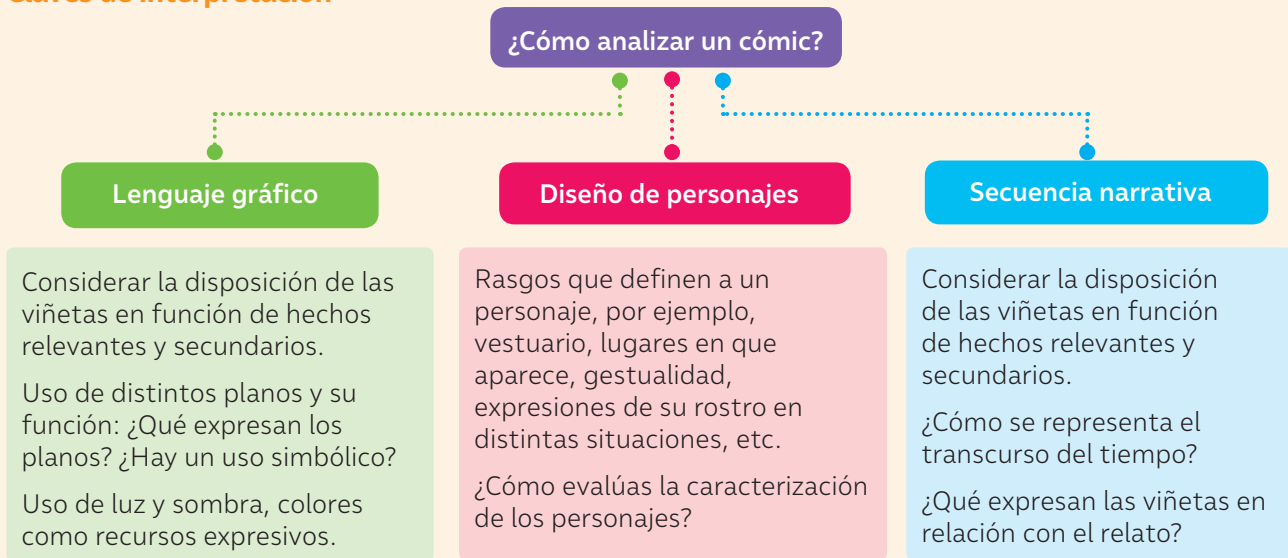 Claves de interpretación
¿Cómo analizar un cómic?
Lenguaje gráfico
Considerar la disposición de las
viñetas en función de hechos
relevantes y secundarios.
Uso de distintos planos y su
función: ¿Qué expresan los
planos? ¿Hay un uso simbólico?
Uso de luz y sombra, colores
como recursos expresivos.
Diseño de personajes
Rasgos que definen a un
personaje, por ejemplo,
vestuario, lugares en que
aparece, gestualidad,
expresiones de su rostro en
distintas situaciones, etc.
¿Cómo evalúas la caracterización
de los personajes?
Secuencia narrativa
Considerar la disposición
de las viñetas en función
de hechos relevantes y
secundarios.
¿Cómo se representa el
transcurso del tiempo?
¿Qué expresan las viñetas en
relación con el relato?